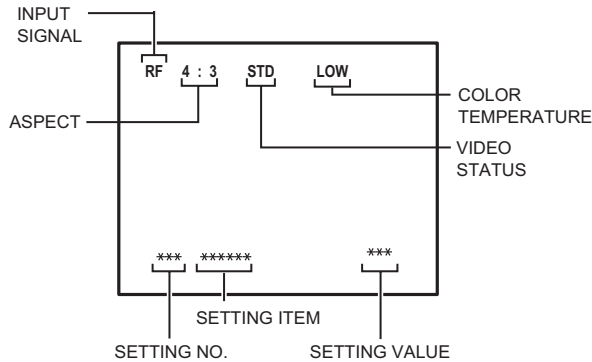 INPUT
SIGNAL
RF 4 : 3 STD LOW
COLOR
TEMPERATURE
ASPECT
VIDEO
STATUS
*** ****** ***
SETTING ITEM
SETTING NO. SETTING VALUE